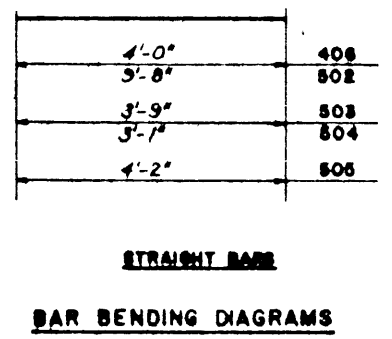 4'-0" 406
9'-8" 502
3'-9" 503
3'-1" 504
4'-2" 505
STRAIGHT BARS
BAR BENDING DIAGRAMS